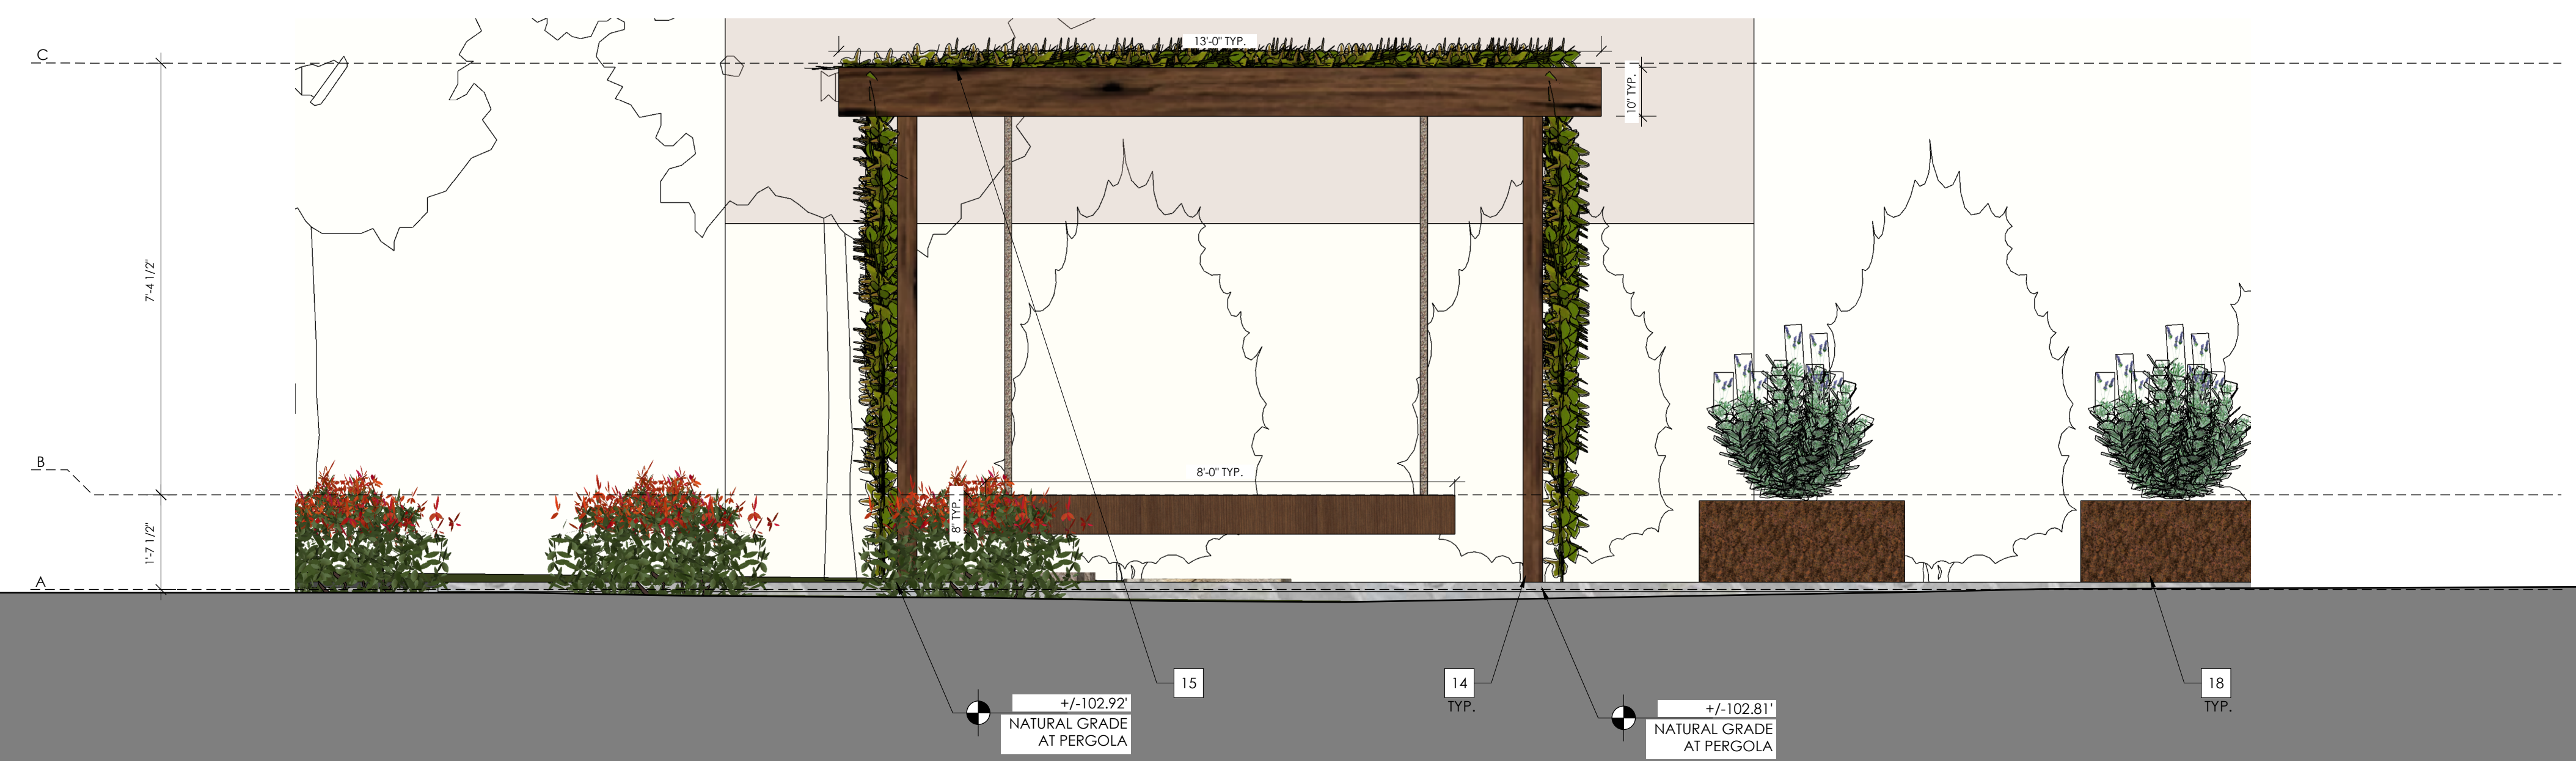 C
13'-0" TYP.
10" TYP.
7'-4 1/2"
B
8'-0" TYP.
8" TYP.
1'-7 1/2"
A
15
14
TYP.
18
TYP.
+/-102.92'
NATURAL GRADE
AT PERGOLA
+/-102.81'
NATURAL GRADE
AT PERGOLA